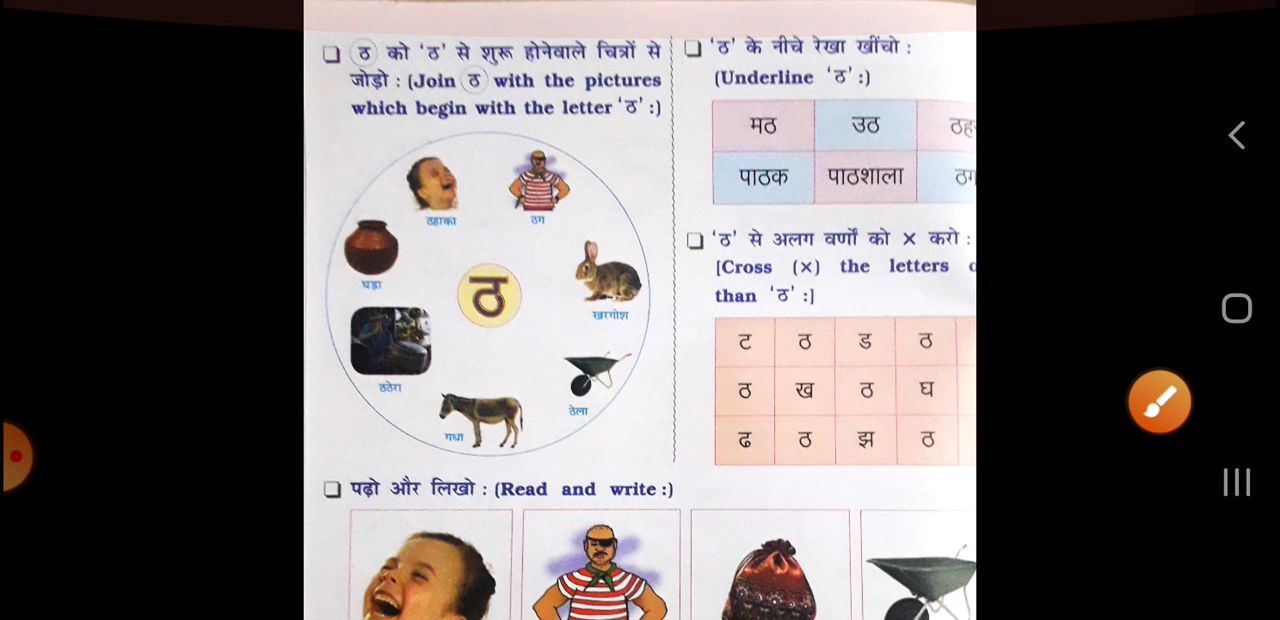 ठ को 'ठ' से शुरू होनेवाले चित्रों से
जोड़ो : (Join ठ with the pictures
which begin with the letter 'ठ' :)
ठहाका
ठग
घड़ा
ठ
खरगोश
ठठेरा
ठेला
गधा
'ठ' के नीचे रेखा खींचो :
(Underline 'ठ' :)
मठ उठ
पाठक पाठशाला
'ठ' से अलग वर्णों को × करो :
[Cross (×) the letters
than 'ठ' :]
ट ठ ड ठ
ठ ख ठ घ
ढ ठ झ ठ
पढ़ो और लिखो : (Read and write :)